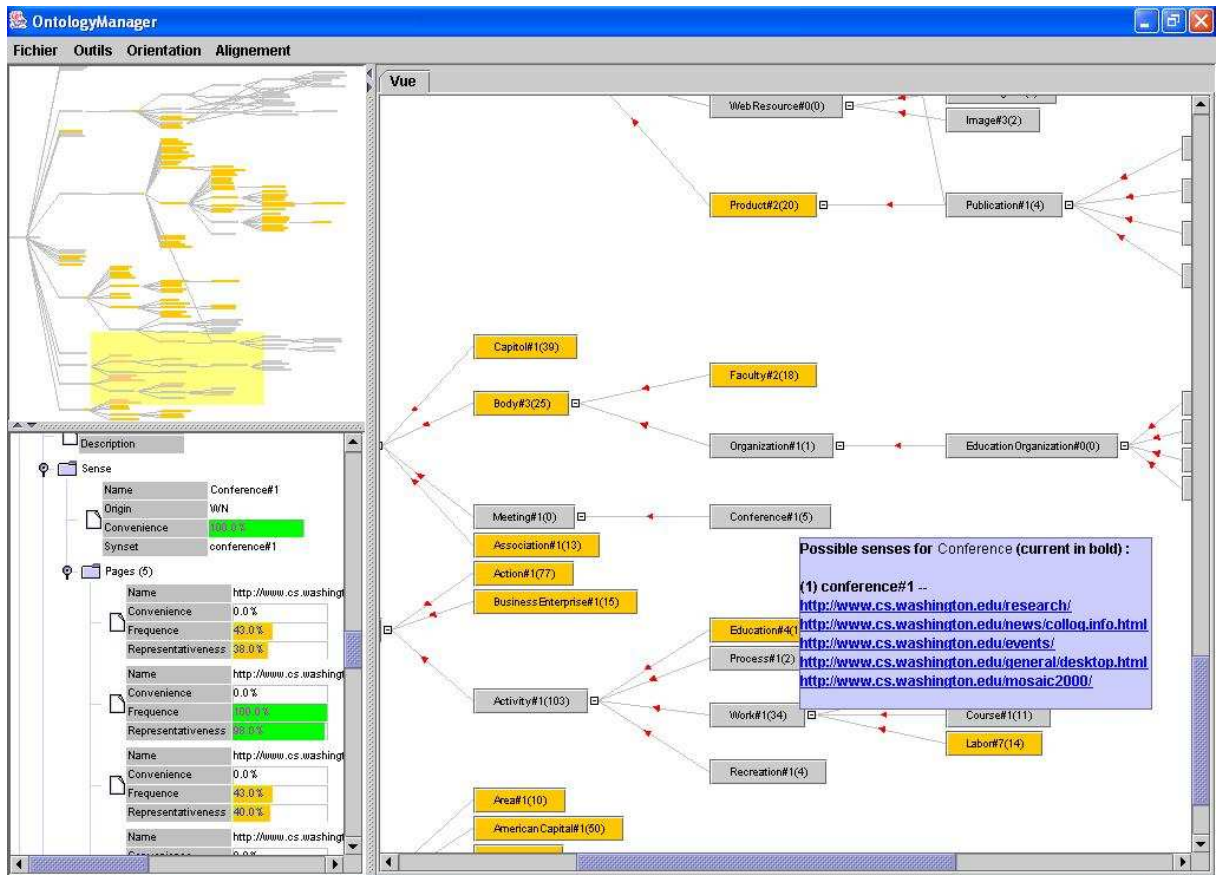 OntologyManager
Fichier Outils Orientation Alignement
Vue
WebResource#0(0)
Image#3(2)
Product#2(20)
Publication#1(4)
Capitol#1(39)
Faculty#2(18)
Body#3(25)
Organization#1(1)
EducationOrganization#0(0)
Meeting#1(0)
Conference#1(5)
Association#1(13)
Action#1(77)
BusinessEnterprise#1(15)
Education#4(1
Process#1(2)
Activity#1(103)
Work#1(34)
Course#1(11)
Labor#7(14)
Recreation#1(4)
Area#1(10)
AmericanCapital#1(50)
Possible senses for Conference (current in bold) :
(1) conference#1 --
http://www.cs.washington.edu/research/
http://www.cs.washington.edu/news/colloq.info.html
http://www.cs.washington.edu/events/
http://www.cs.washington.edu/general/desktop.html
http://www.cs.washington.edu/mosaic2000/
Description
Sense
Name Conference#1
Origin WN
Convenience 100.0%
Synset conference#1
Pages (5)
Name http://www.cs.washingt
Convenience 0.0%
Frequence 43.0%
Representativeness 38.0%
Name http://www.cs.washingt
Convenience 0.0%
Frequence 100.0%
Representativeness 98.0%
Name http://www.cs.washingt
Convenience 0.0%
Frequence 43.0%
Representativeness 40.0%
Name http://www.cs.washingt